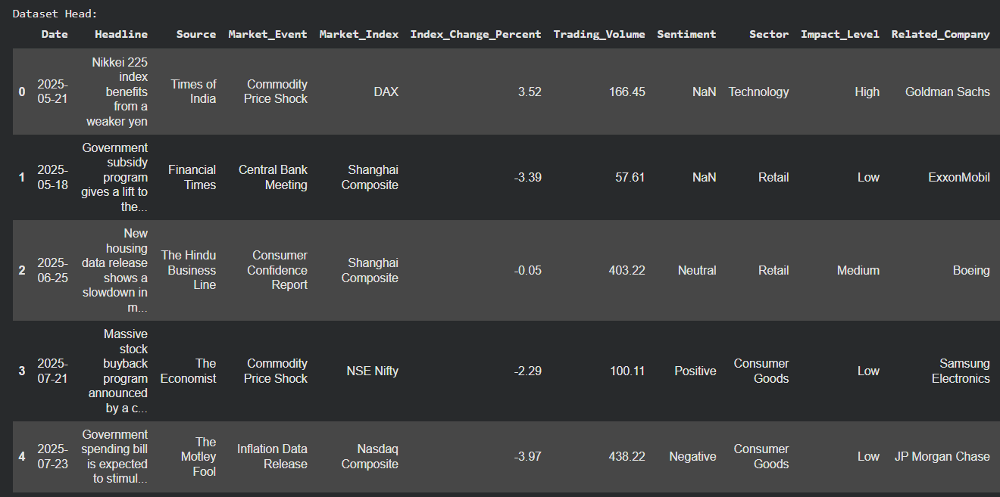 Dataset Head:
Date Headline Source Market_Event Market_Index Index_Change_Percent Trading_Volume Sentiment Sector Impact_Level Related_Company
0 2025-05-21 Nikkei 225 index benefits from a weaker yen Times of India Commodity Price Shock DAX 3.52 166.45 NaN Technology High Goldman Sachs
1 2025-05-18 Government subsidy program gives a lift to the... Financial Times Central Bank Meeting Shanghai Composite -3.39 57.61 NaN Retail Low ExxonMobil
2 2025-06-25 New housing data release shows a slowdown in m... The Hindu Business Line Consumer Confidence Report Shanghai Composite -0.05 403.22 Neutral Retail Medium Boeing
3 2025-07-21 Massive stock buyback program announced by a c... The Economist Commodity Price Shock NSE Nifty -2.29 100.11 Positive Consumer Goods Low Samsung Electronics
4 2025-07-23 Government spending bill is expected to stimul... The Motley Fool Inflation Data Release Nasdaq Composite -3.97 438.22 Negative Consumer Goods Low JP Morgan Chase